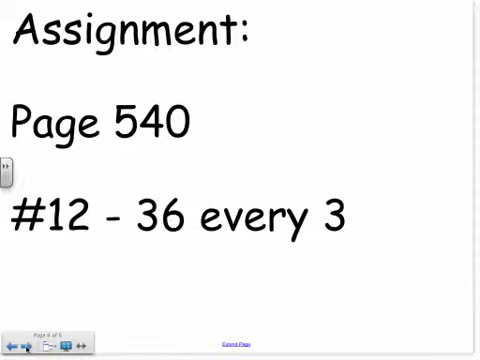 Assignment:
Page 540
#12 - 36 every 3
Page 6 of 6
Extend Page